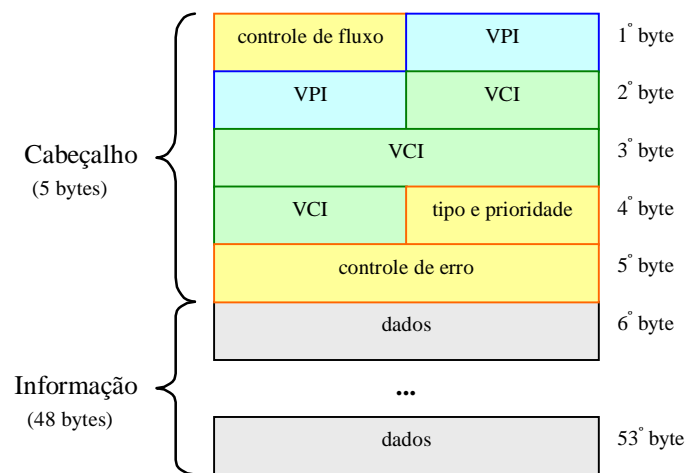 controle de fluxo VPI 1° byte
VPI VCI 2° byte
VCI 3° byte
Cabeçalho
(5 bytes)
VCI tipo e prioridade 4° byte
controle de erro 5° byte
dados 6° byte
Informação
(48 bytes)
...
dados 53° byte